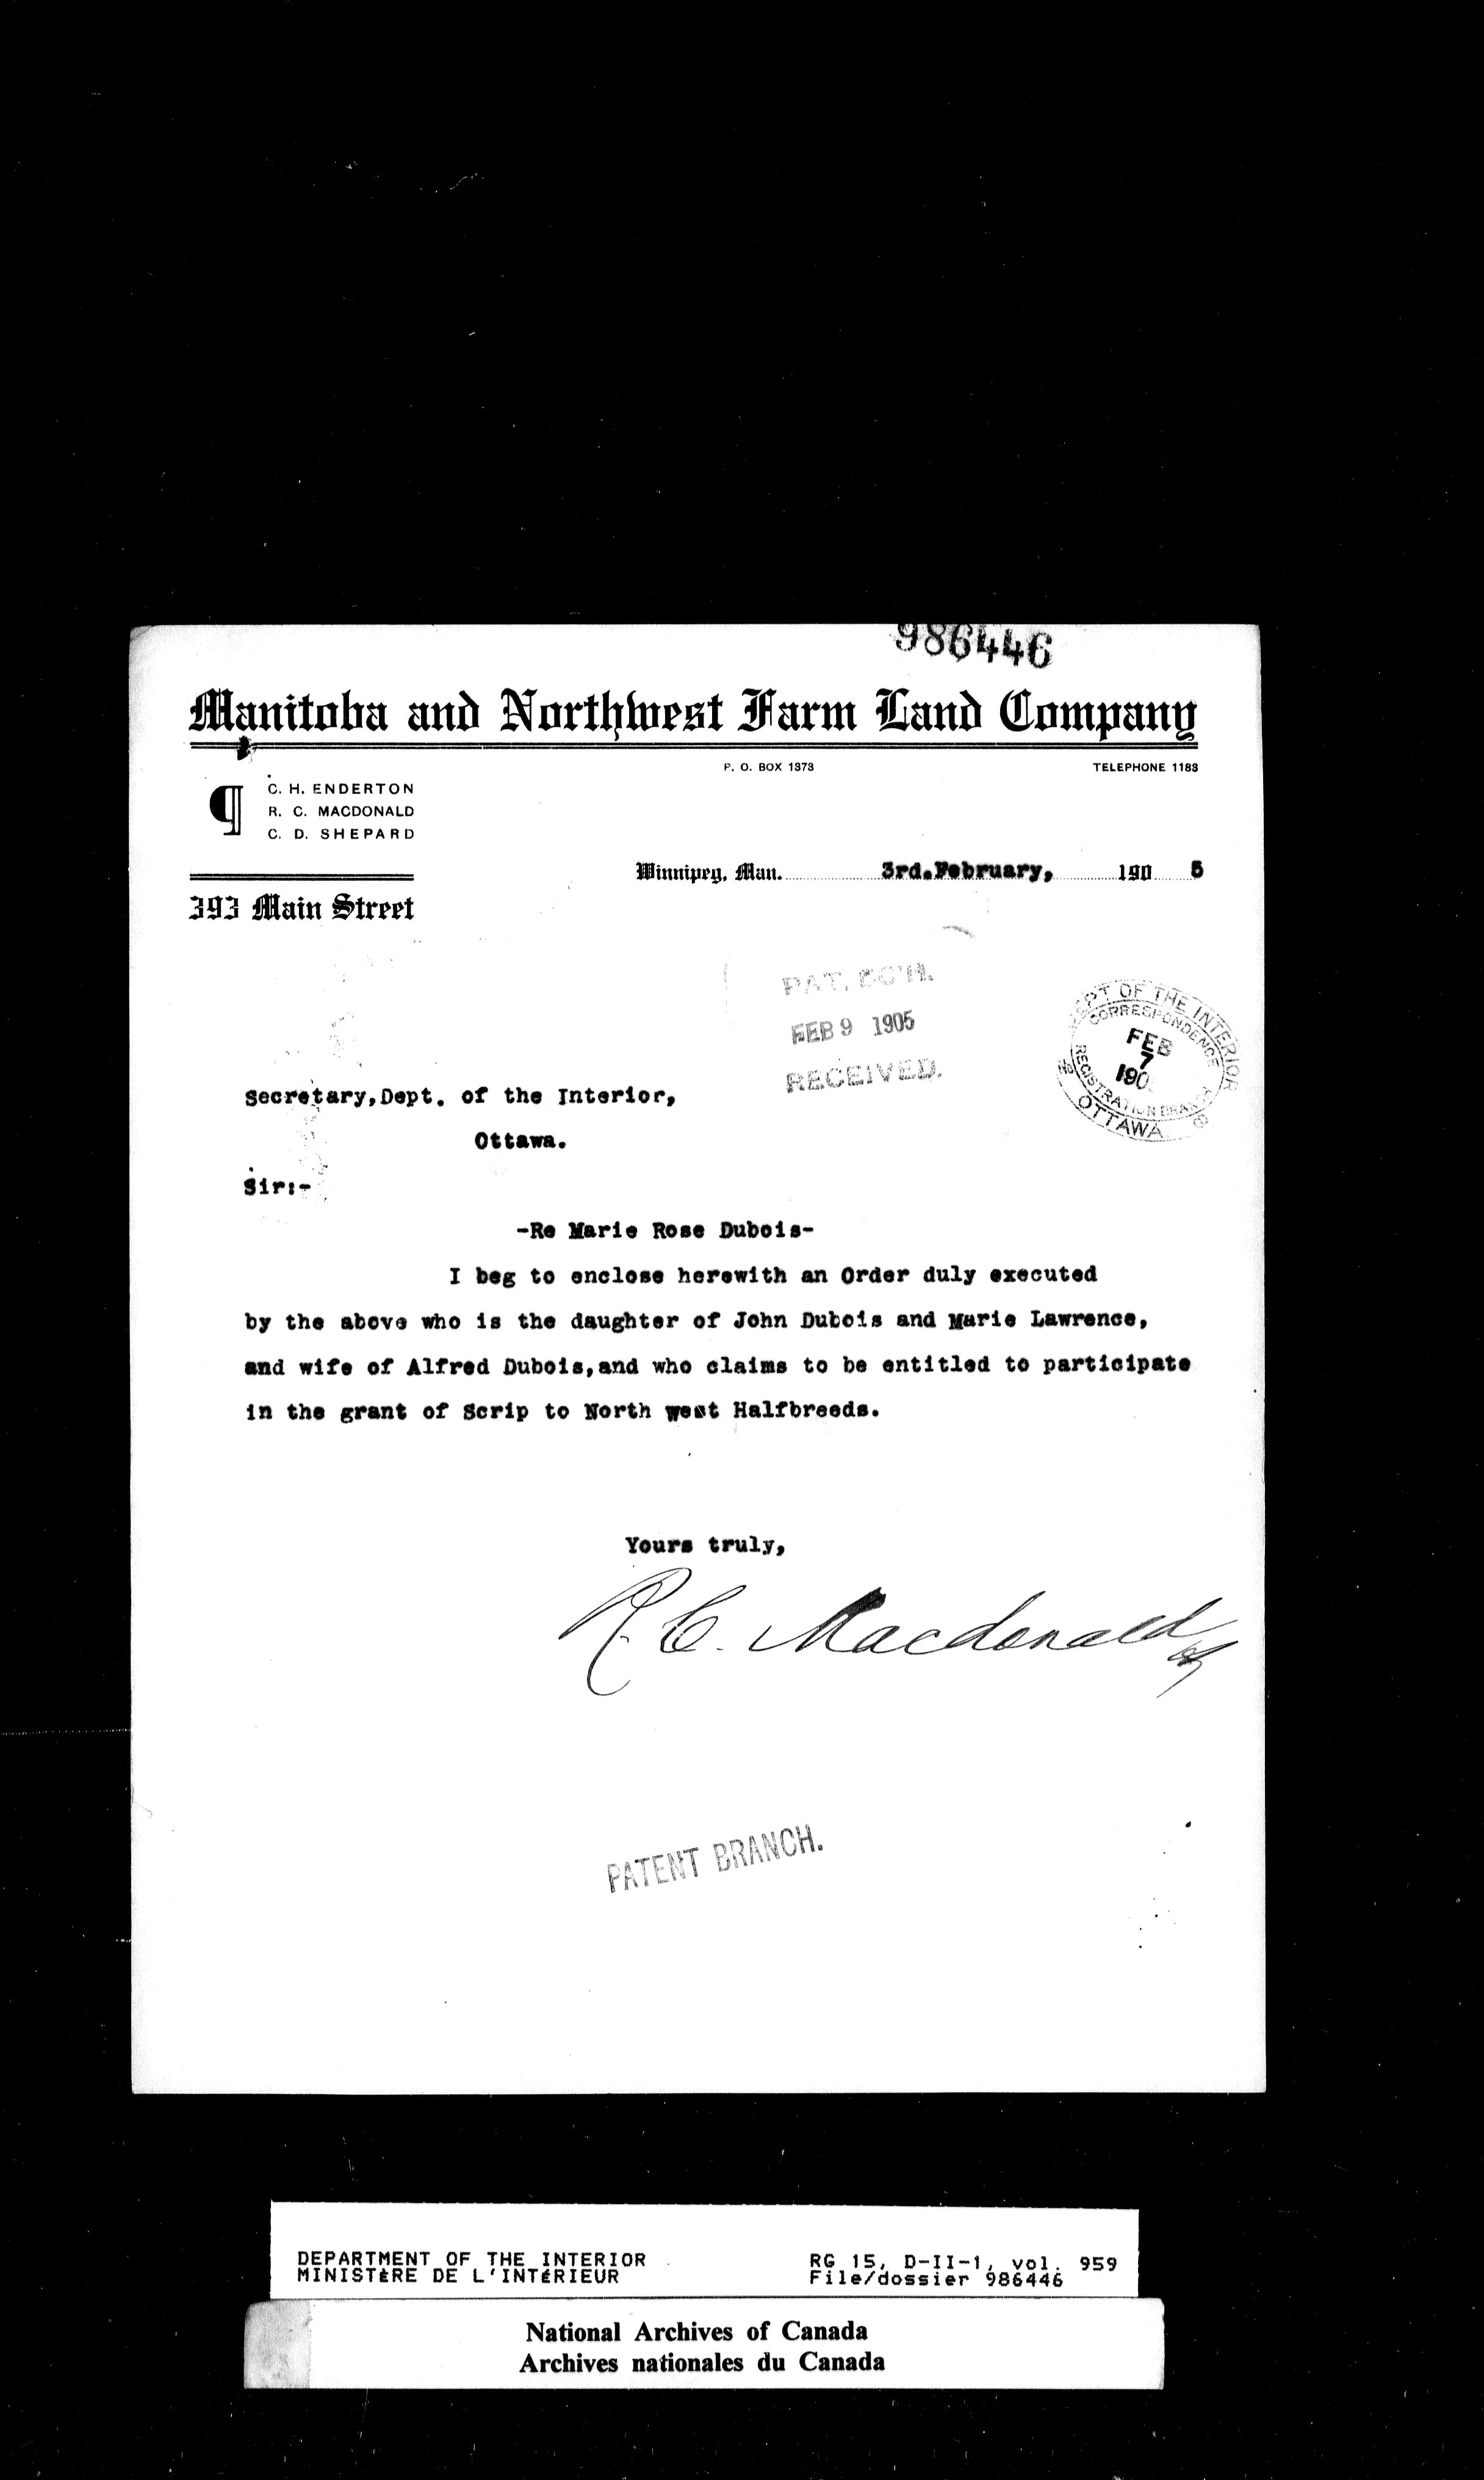 986446
Manitoba and Northwest Farm Land Company
P. O. BOX 1373 TELEPHONE 1183
¶ C. H. ENDERTON
R. C. MACDONALD
C. D. SHEPARD
Winnipeg, Man. 3rd.February, 190 5
393 Main Street
PAT. BCH.
FEB 9 1905
RECEIVED.
DEPT OF THE INTERIOR
CORRESPONDENCE
FEB
7
190
REGISTRATION BRANCH
OTTAWA
Secretary,Dept. of the Interior,
Ottawa.
Sir:-
-Re Marie Rose Dubois-
I beg to enclose herewith an Order duly executed
by the above who is the daughter of John Dubois and Marie Lawrence,
and wife of Alfred Dubois,and who claims to be entitled to participate
in the grant of Scrip to North west Halfbreeds.
Yours truly,
R. C. Macdonald
PATENT BRANCH.
DEPARTMENT OF THE INTERIOR RG 15, D-II-1, vol. 959
MINISTÈRE DE L'INTÉRIEUR File/dossier 986446
National Archives of Canada
Archives nationales du Canada